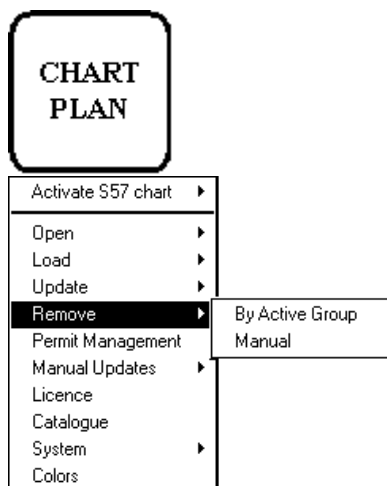 CHART
PLAN
Activate S57 chart
Open
Load
Update
Remove
By Active Group
Permit Management
Manual
Manual Updates
Licence
Catalogue
System
Colors